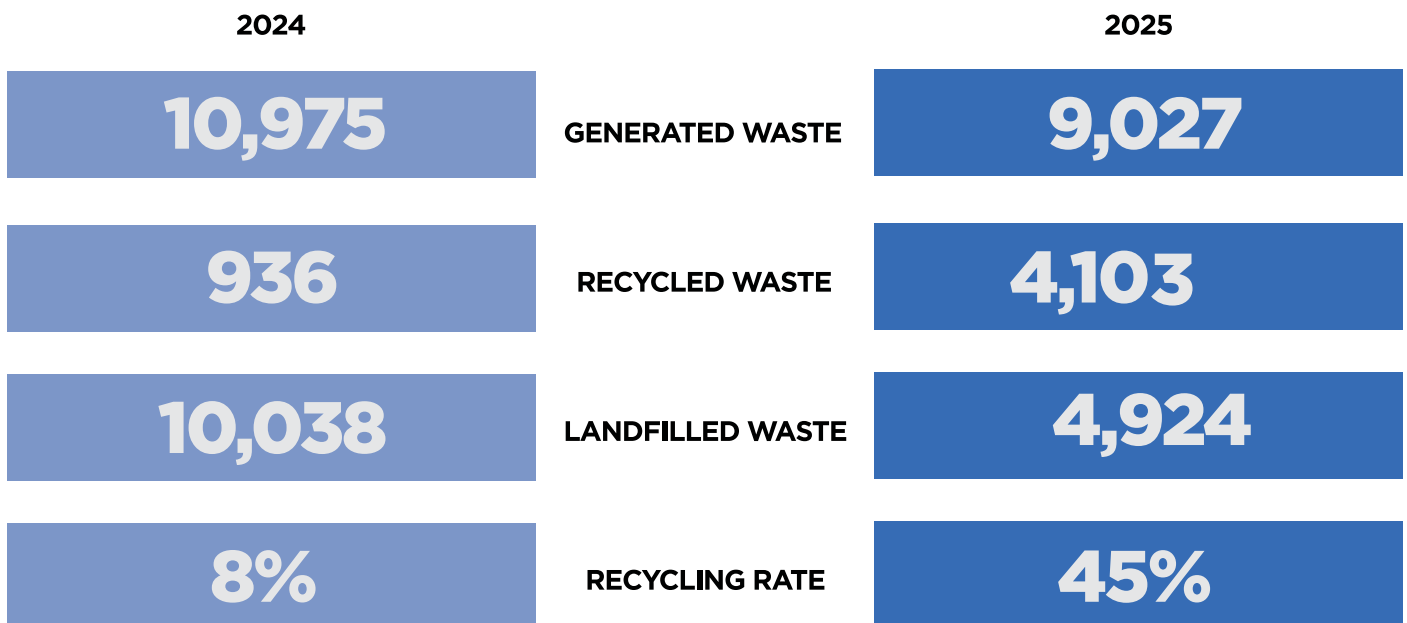 2024 2025
10,975 GENERATED WASTE 9,027
936 RECYCLED WASTE 4,103
10,038 LANDFILLED WASTE 4,924
8% RECYCLING RATE 45%